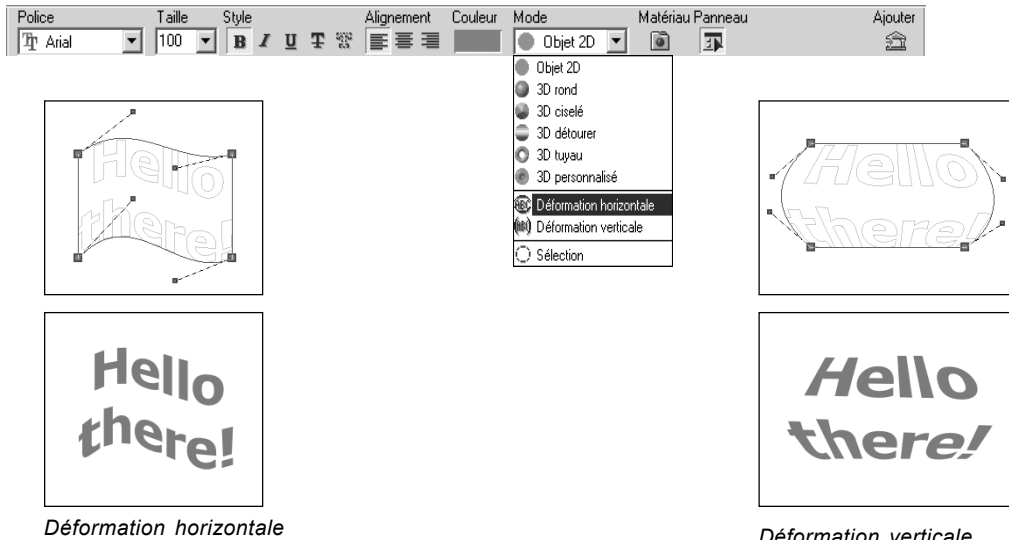 Police Taille Style Alignement Couleur Mode Matériau Panneau Ajouter
Arial 100 B I U T Objet 2D
Objet 2D
3D rond
3D ciselé
3D détourer
3D tuyau
3D personnalisé
Déformation horizontale
Déformation verticale
Sélection
Hello
there!
Hello
there!
Hello
there!
Hello
there!
Déformation horizontale
Déformation verticale